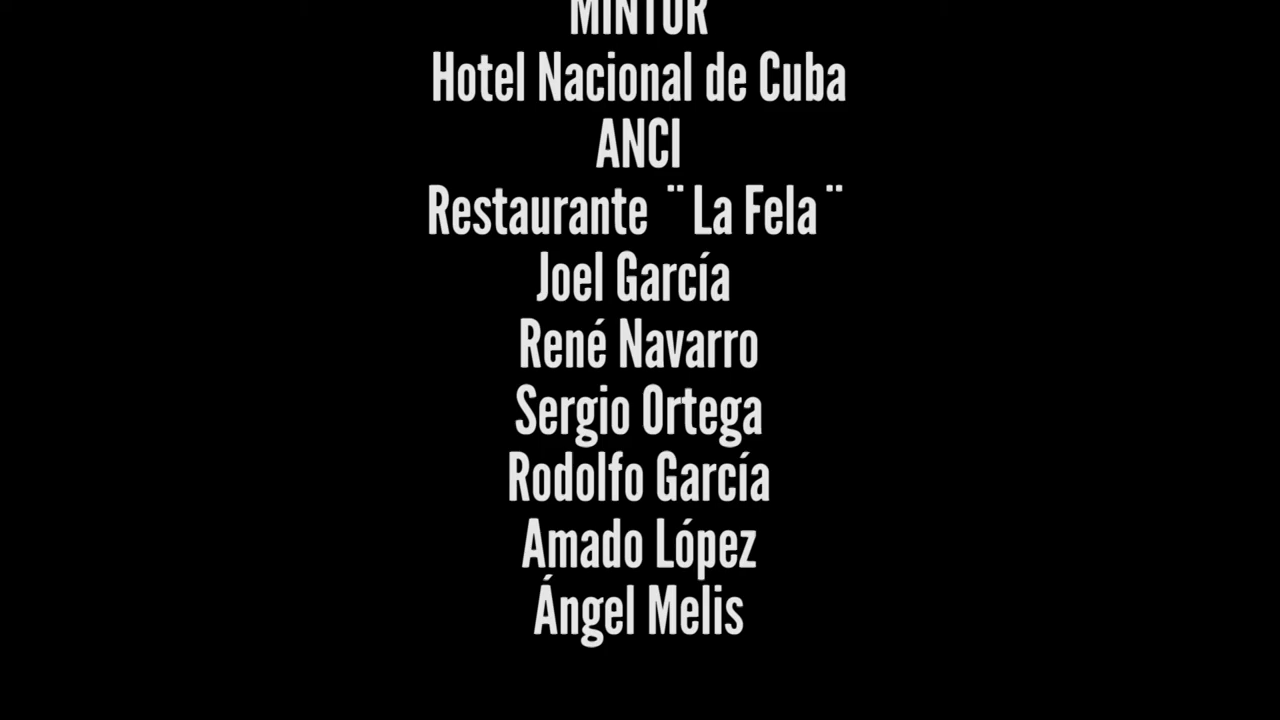 MINTUR
Hotel Nacional de Cuba
ANCI
Restaurante ¨La Fela¨
Joel García
René Navarro
Sergio Ortega
Rodolfo García
Amado López
Ángel Melis